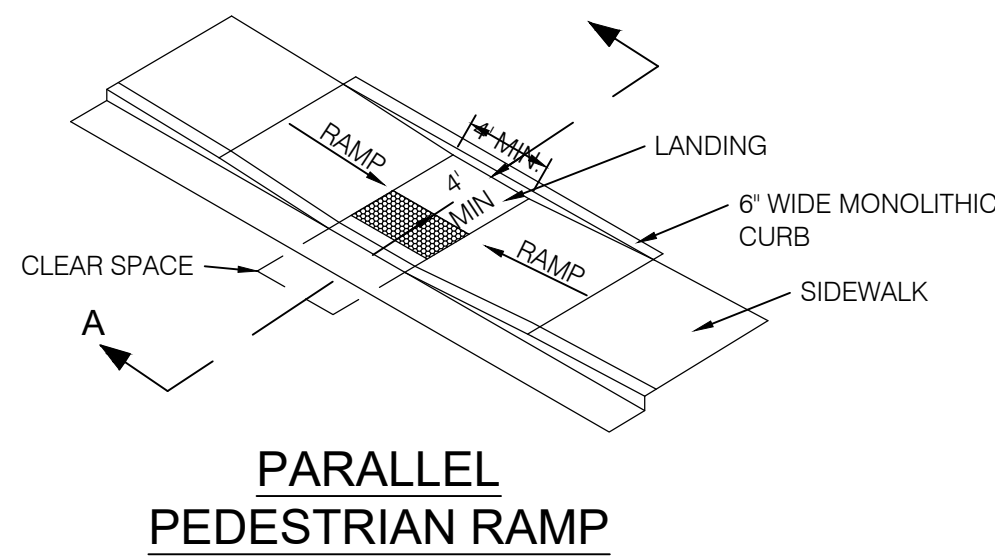 RAMP
4' MIN.
4'
MIN
LANDING
6" WIDE MONOLITHIC
CURB
RAMP
CLEAR SPACE
SIDEWALK
A
PARALLEL
PEDESTRIAN RAMP